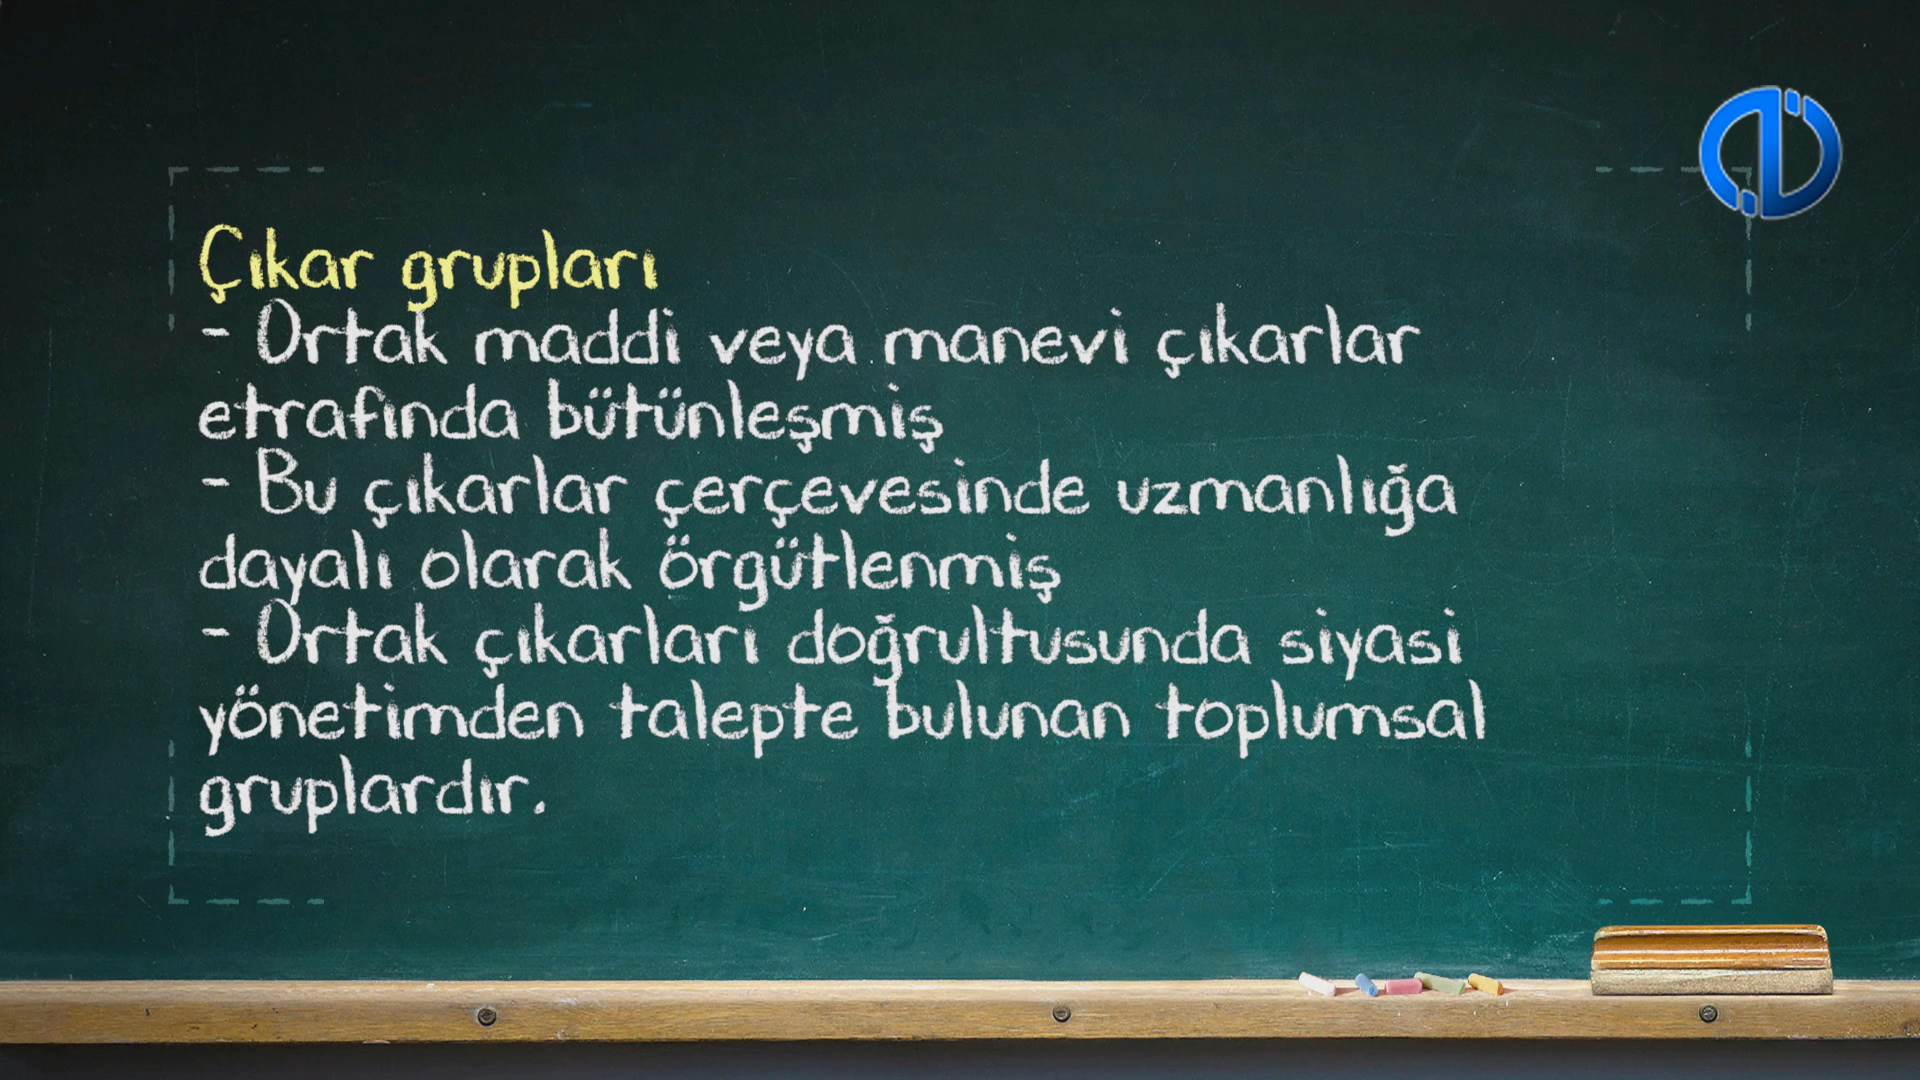 Çıkar grupları
- Ortak maddi veya manevi çıkarlar
etrafında bütünleşmiş
- Bu çıkarlar çerçevesinde uzmanlığa
dayalı olarak örgütlenmiş
- Ortak çıkarları doğrultusunda siyasi
yönetimden talepte bulunan toplumsal
gruplardır.